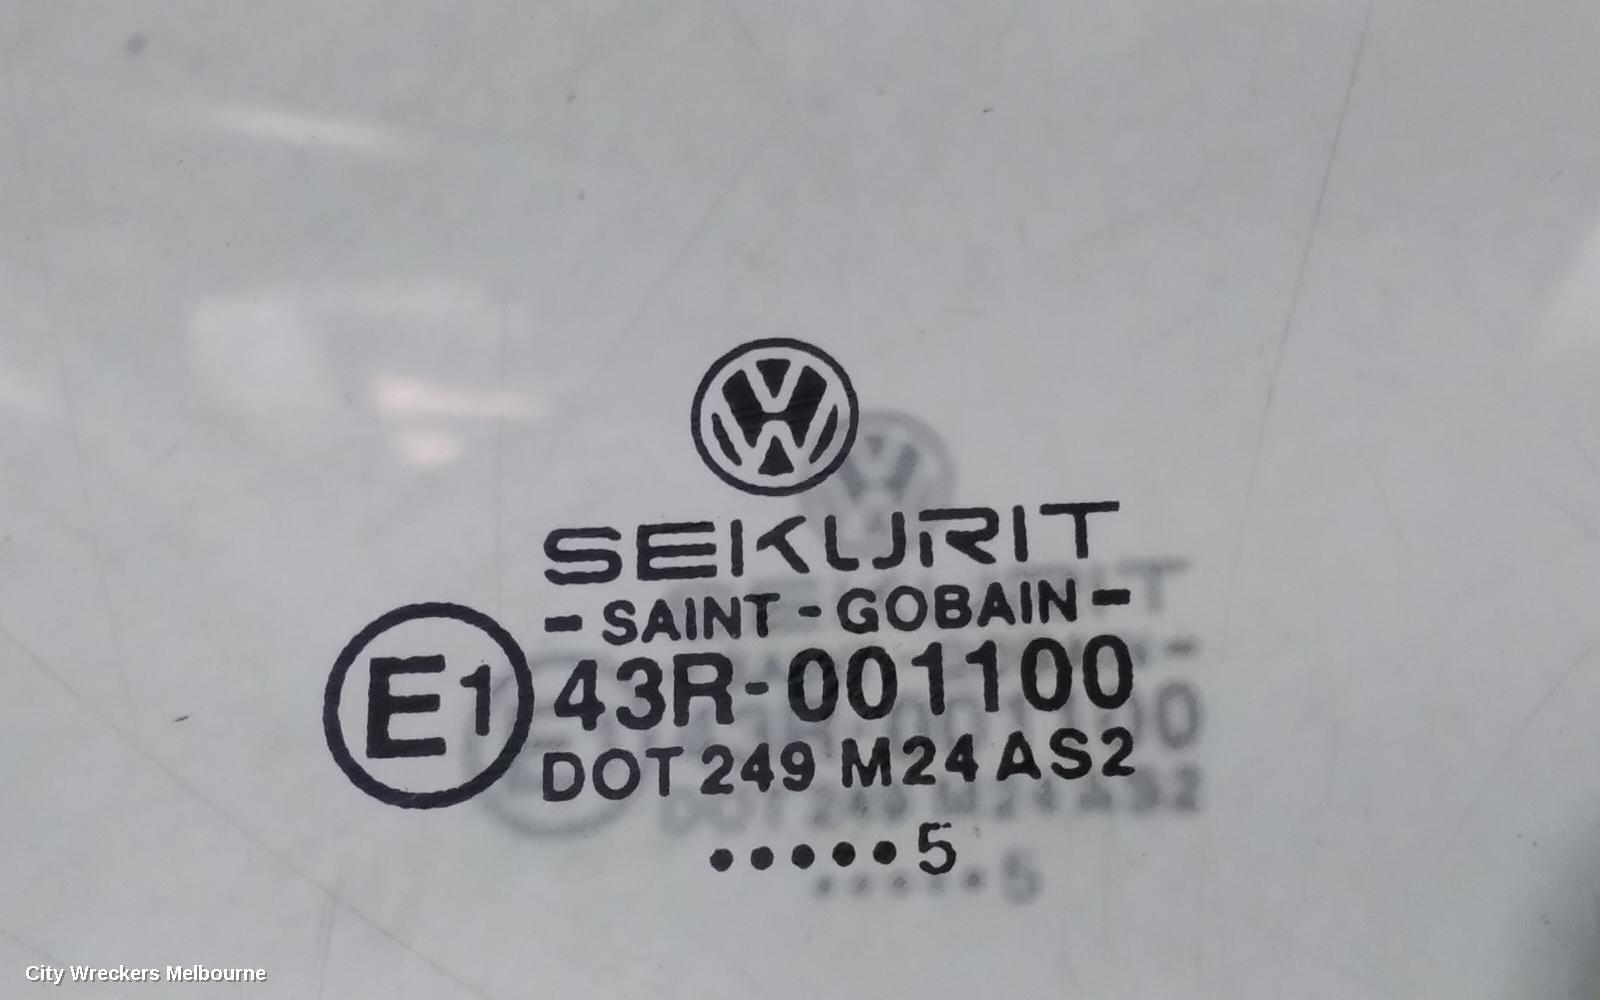 VW
SEKURIT
- SAINT - GOBAIN -
E1 43R-001100
DOT 249 M24 AS2
•••••5
City Wreckers Melbourne